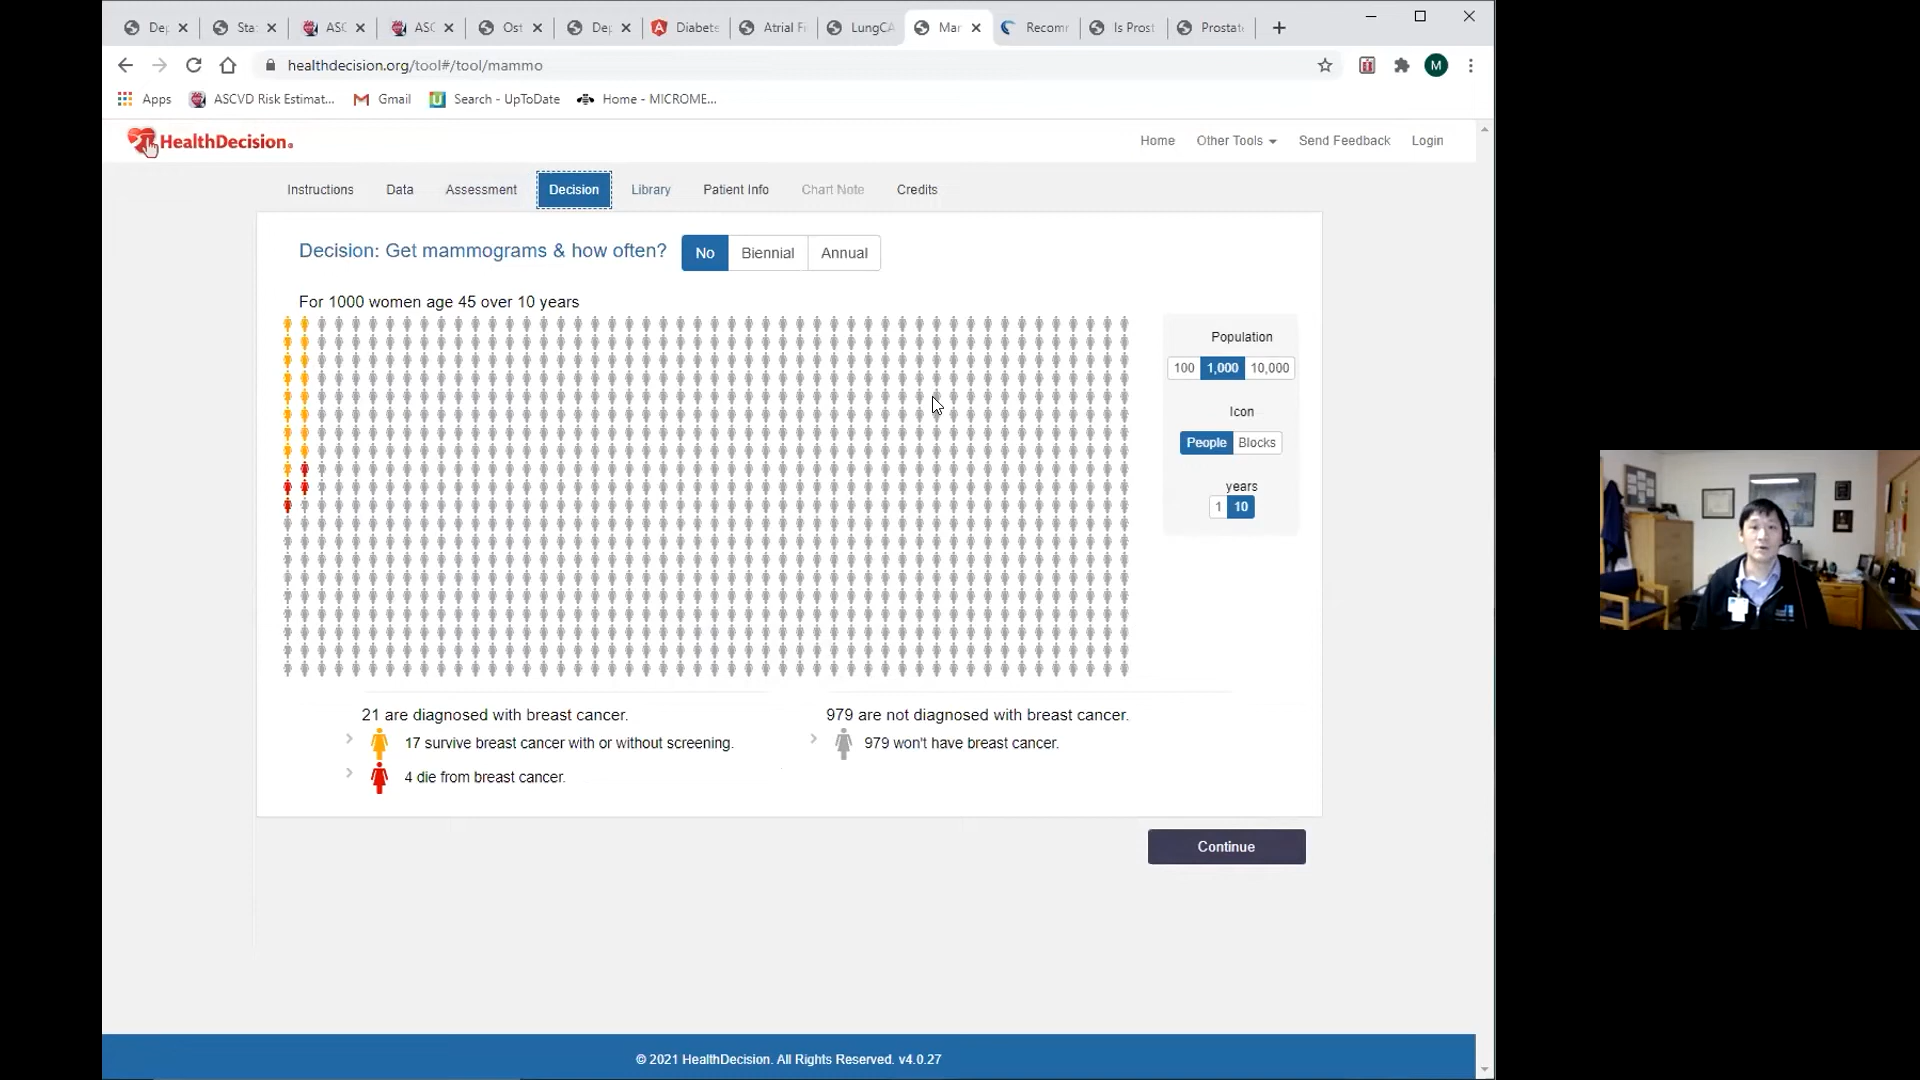 Dep
Sta
ASC
ASC
Ost
Dep
Diabete
Atrial Fi
LungCA
Mar
Recomm
Is Prost
Prostat
healthdecision.org/tool#/tool/mammo
M
Apps
ASCVD Risk Estimat...
Gmail
Search - UpToDate
Home - MICROME...
HealthDecision.
Home
Other Tools
Send Feedback
Login
Instructions
Data
Assessment
Decision
Library
Patient Info
Chart Note
Credits
Decision: Get mammograms & how often?
No
Biennial
Annual
For 1000 women age 45 over 10 years
Population
100
1,000
10,000
Icon
People
Blocks
years
1
10
21 are diagnosed with breast cancer.
17 survive breast cancer with or without screening.
4 die from breast cancer.
979 are not diagnosed with breast cancer.
979 won't have breast cancer.
Continue
© 2021 HealthDecision. All Rights Reserved. v4.0.27